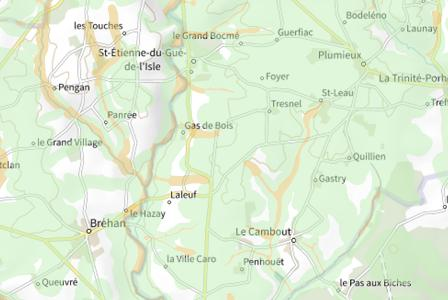 Bodeléno
les Touches
Launay
Guerfiac
le Grand Bocmé
St-Étienne-du-Gué-
de-l'Isle
Plumieux
Foyer
La Trinité-Porh
Pengan
St-Leau
Tresnel
Panrée
Gas de Bois
le Grand Village
Quillien
Gastry
Laleuf
le Hazay
Bréhan
Le Cambout
la Ville Caro
Penhouët
Queuvré
le Pas aux Biches